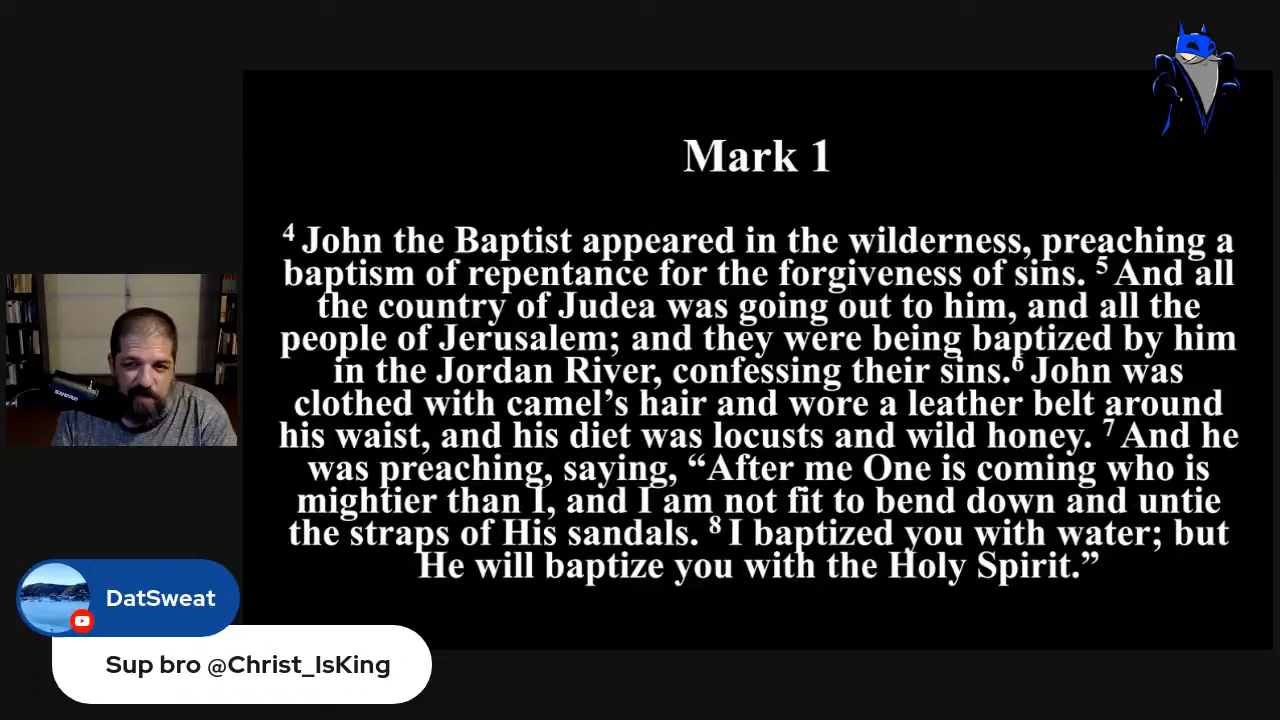 Mark 1
4 John the Baptist appeared in the wilderness, preaching a
baptism of repentance for the forgiveness of sins. 5 And all
the country of Judea was going out to him, and all the
people of Jerusalem; and they were being baptized by him
in the Jordan River, confessing their sins.6 John was
clothed with camel’s hair and wore a leather belt around
his waist, and his diet was locusts and wild honey. 7 And he
was preaching, saying, “After me One is coming who is
mightier than I, and I am not fit to bend down and untie
the straps of His sandals. 8 I baptized you with water; but
He will baptize you with the Holy Spirit.”
SHURE
DatSweat
Sup bro @Christ_IsKing